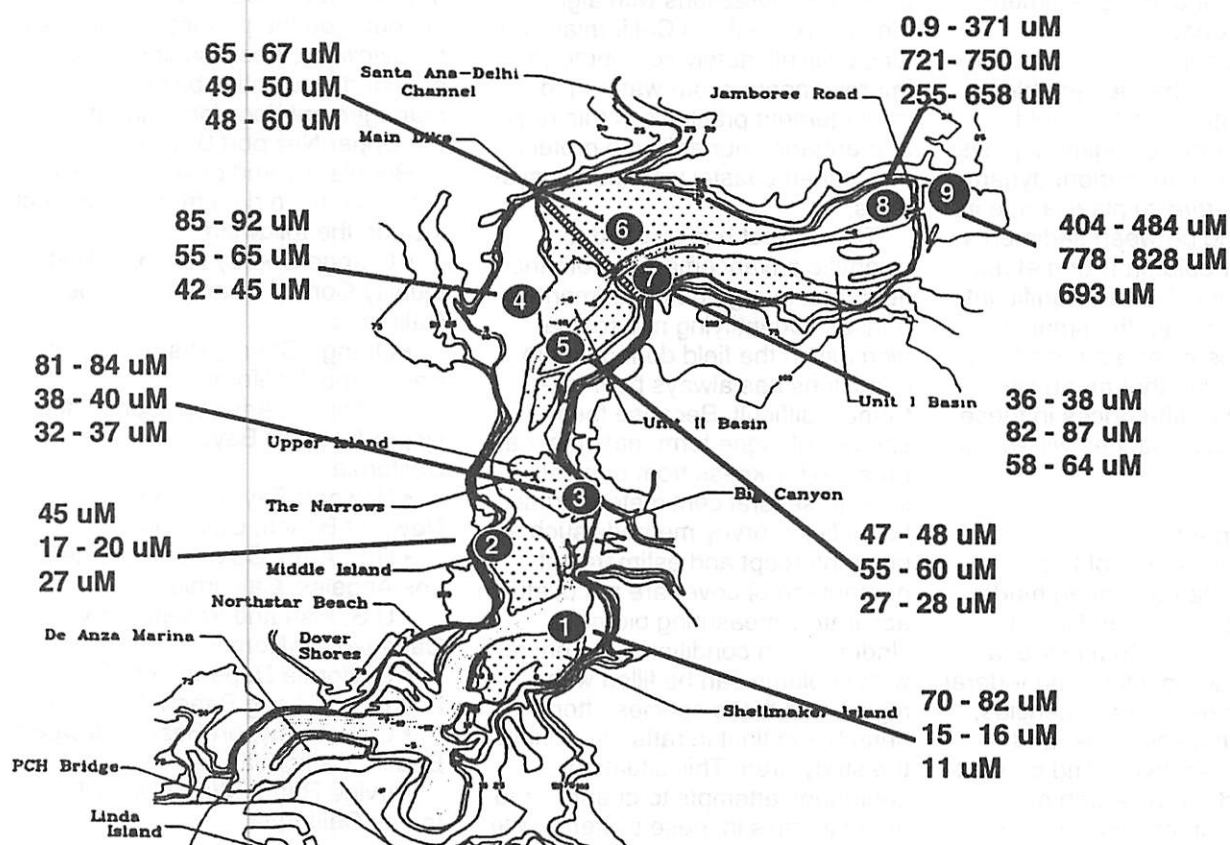 65 - 67 uM
49 - 50 uM
48 - 60 uM
Santa Ana-Delhi
Channel
Main Dike
0.9 - 371 uM
721- 750 uM
255- 658 uM
Jamboree Road
8
9
6
404 - 484 uM
778 - 828 uM
693 uM
85 - 92 uM
55 - 65 uM
42 - 45 uM
7
4
5
81 - 84 uM
38 - 40 uM
32 - 37 uM
Unit I Basin
36 - 38 uM
82 - 87 uM
58 - 64 uM
Unit II Basin
Upper Island
Big Canyon
The Narrows
3
45 uM
17 - 20 uM
27 uM
2
47 - 48 uM
55 - 60 uM
27 - 28 uM
Middle Island
Northstar Beach
De Anza Marina
Dover
Shores
1
Shellmaker Island
70 - 82 uM
15 - 16 uM
11 uM
PCH Bridge
Linda
Island